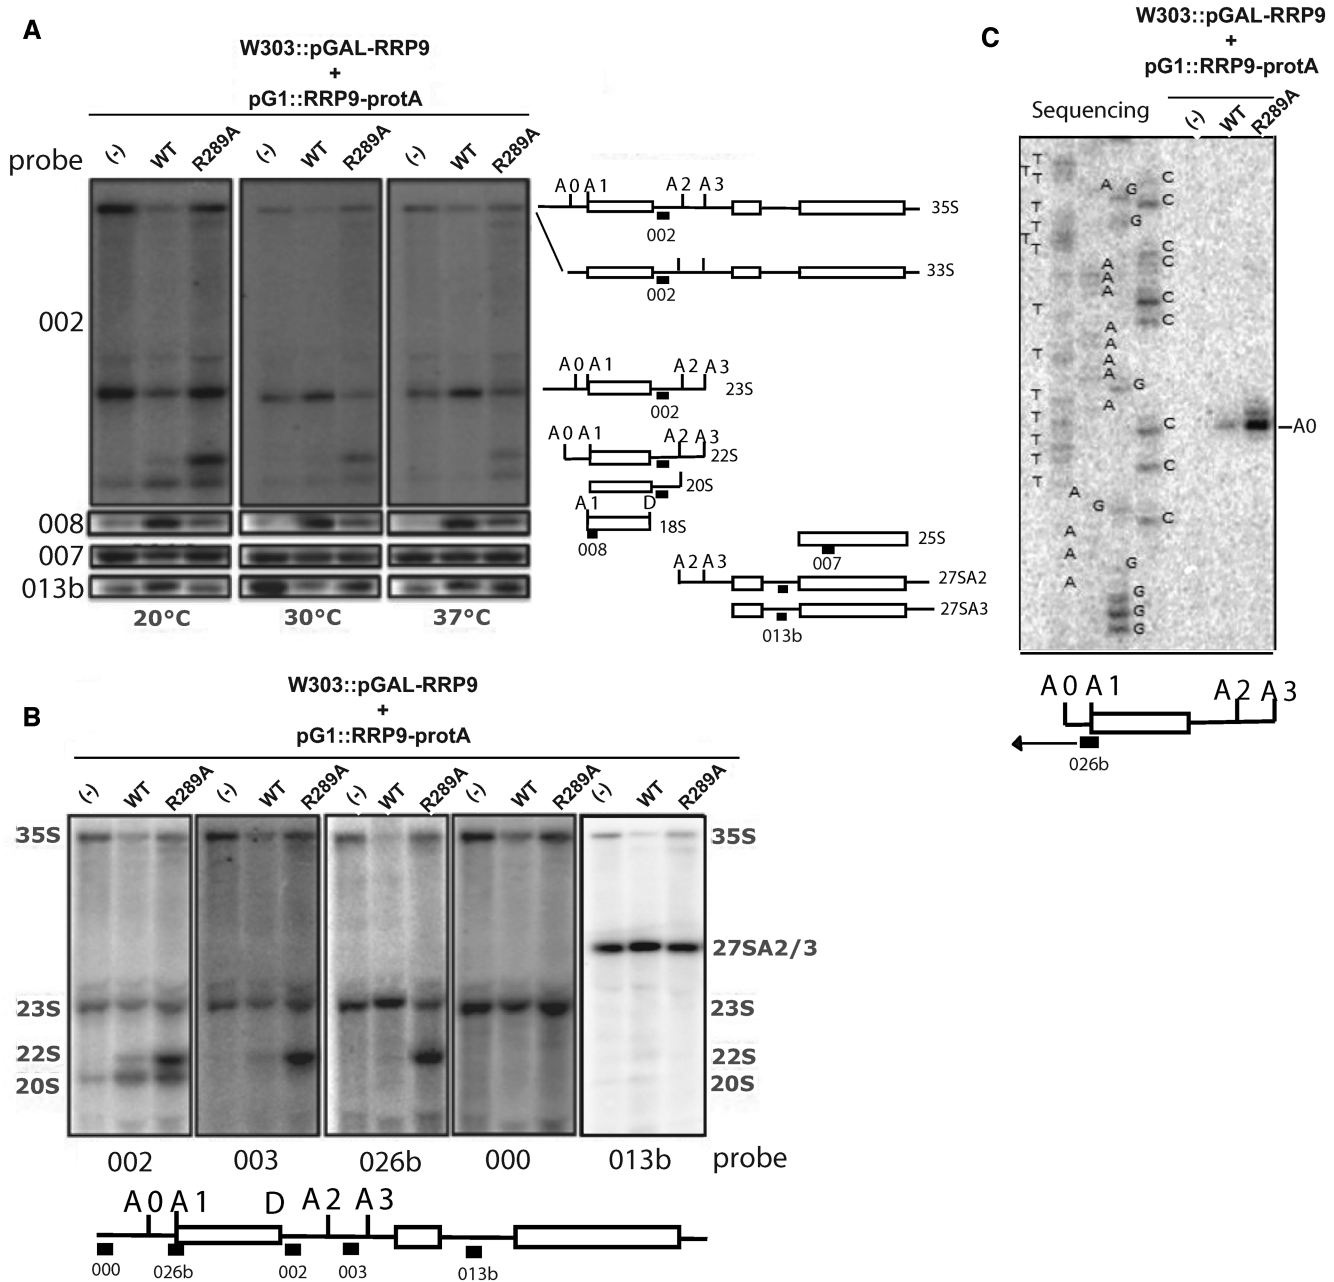 A
W303::pGAL-RRP9
+
pG1::RRP9-protA
probe
(-) WT R289A (-) WT R289A (-) WT R289A
002
008
007
013b
20°C 30°C 37°C
A0 A1 A2 A3
35S
002
33S
002
A0 A1 A2 A3
23S
002
A0 A1 A2 A3
22S
20S
A1 D
18S
008
25S
007
A2 A3
27SA2
27SA3
013b
B
W303::pGAL-RRP9
+
pG1::RRP9-protA
(-) WT R289A (-) WT R289A (-) WT R289A (-) WT R289A (-) WT R289A
35S 35S
27SA2/3
23S 23S
22S 22S
20S 20S
002 003 026b 000 013b probe
A0 A1 D A2 A3
000 026b 002 003 013b
C
W303::pGAL-RRP9
+
pG1::RRP9-protA
Sequencing (-) WT R289A
T
T
T
T
T
T
T
T
T
T
T
T
T
T
A
A
A
A
A
A
A
A
A
A
A
A
A
A
G
G
G
G
G
G
G
G
C
C
C
C
C
C
C
C
C
A0
A0 A1 A2 A3
026b